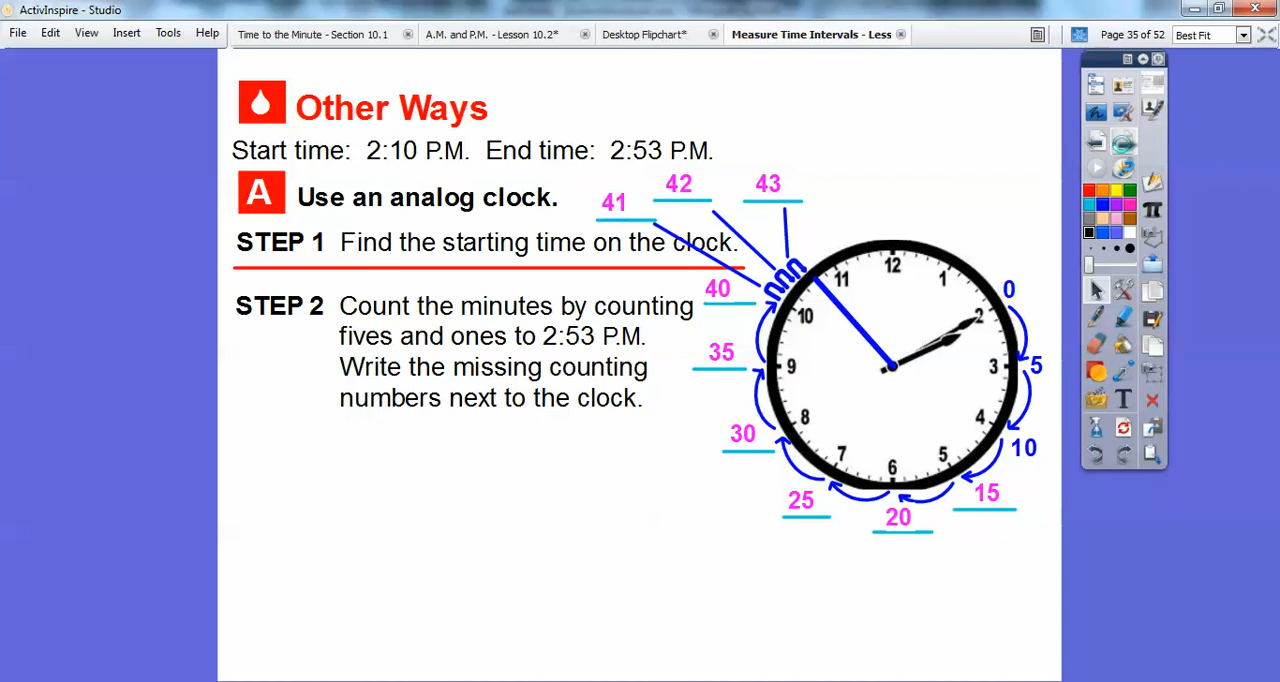 ActivInspire - Studio
File Edit View Insert Tools Help
Time to the Minute - Section 10.1
A.M. and P.M. - Lesson 10.2*
Desktop Flipchart*
Measure Time Intervals - Less
Page 35 of 52
Best Fit
Other Ways
Start time: 2:10 P.M. End time: 2:53 P.M.
A Use an analog clock.
STEP 1 Find the starting time on the clock.
STEP 2 Count the minutes by counting
fives and ones to 2:53 P.M.
Write the missing counting
numbers next to the clock.
41 42 43
40
35
30
25
20
15
10
5
0
12
1
2
3
4
5
6
7
8
9
10
11
T
π